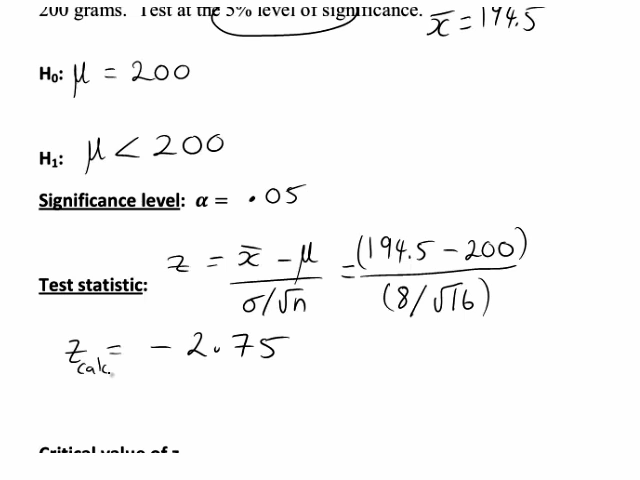 200 grams. Test at the 5% level of significance. x̄ = 194.5
H₀: μ = 200
H₁: μ < 200
Significance level: α = .05
Test statistic: z = (x̄ − μ)/(σ/√n) = (194.5 − 200)/(8/√16)
z calc. = − 2.75
Critical value of z